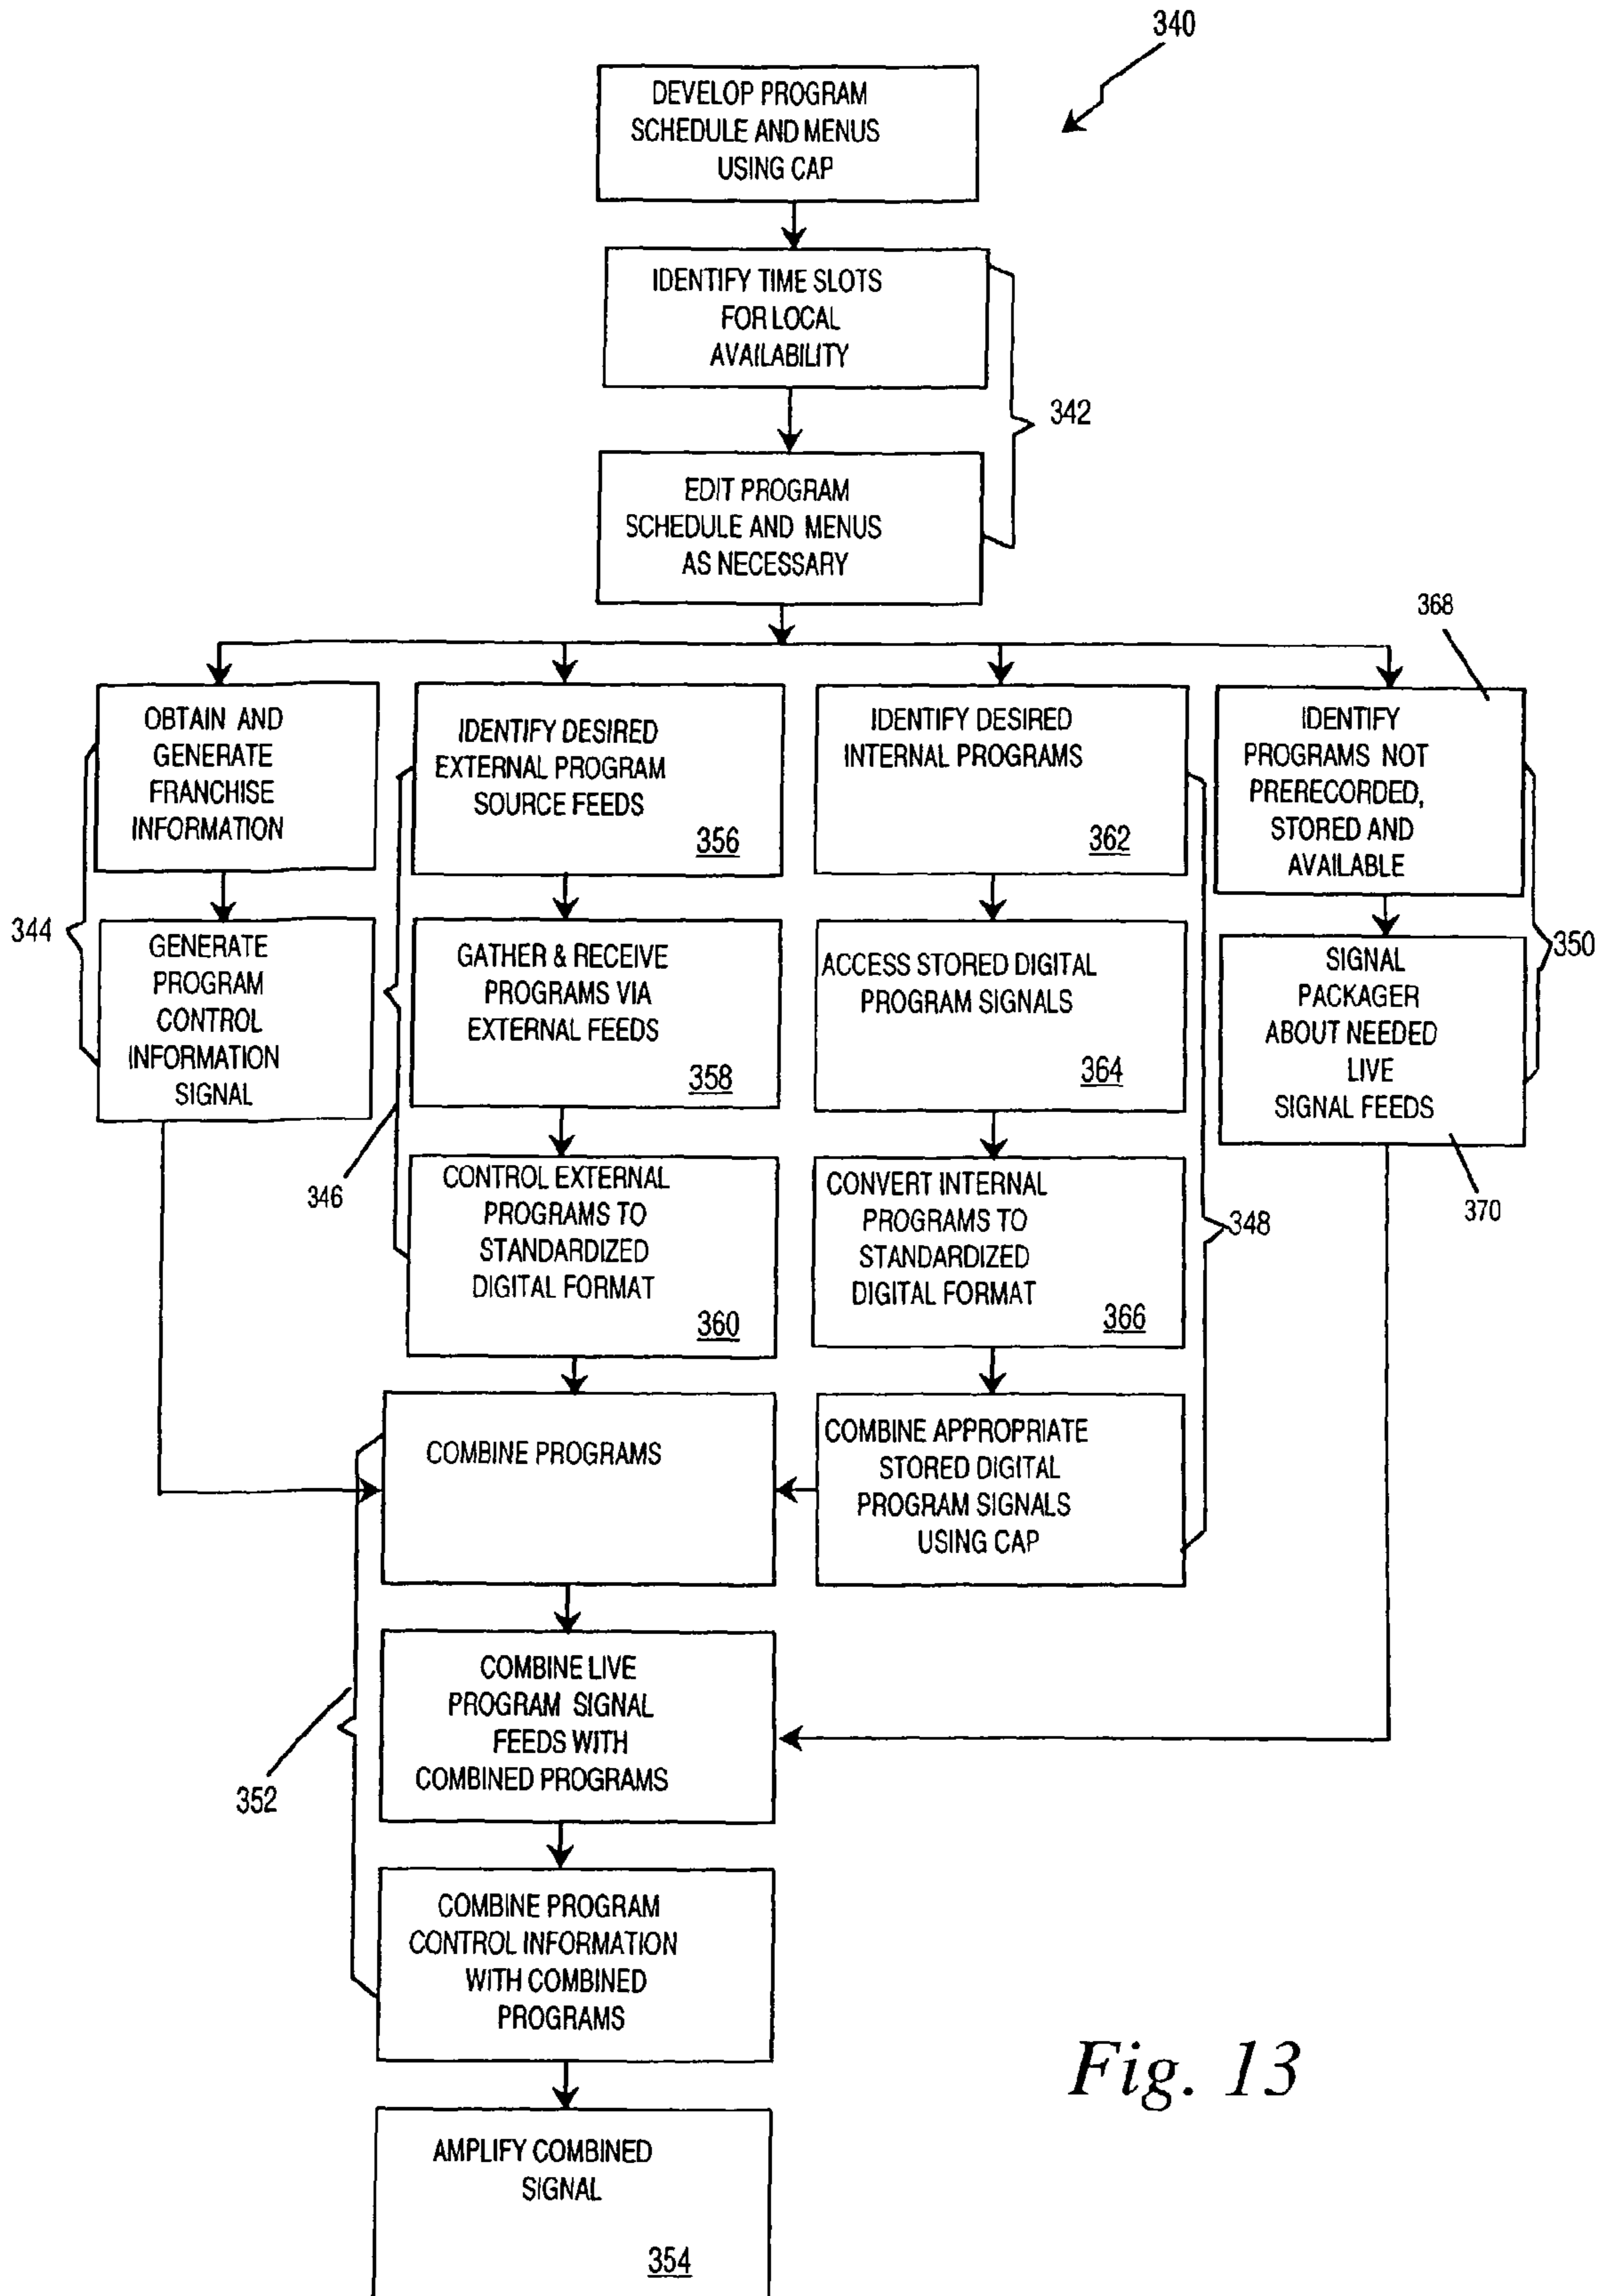 340
DEVELOP PROGRAM
SCHEDULE AND MENUS
USING CAP
IDENTIFY TIME SLOTS
FOR LOCAL
AVAILABILITY
342
EDIT PROGRAM
SCHEDULE AND MENUS
AS NECESSARY
368
OBTAIN AND
GENERATE
FRANCHISE
INFORMATION
IDENTIFY DESIRED
EXTERNAL PROGRAM
SOURCE FEEDS
356
IDENTIFY DESIRED
INTERNAL PROGRAMS
362
IDENTIFY
PROGRAMS NOT
PRERECORDED,
STORED AND
AVAILABLE
344
350
GENERATE
PROGRAM
CONTROL
INFORMATION
SIGNAL
GATHER & RECEIVE
PROGRAMS VIA
EXTERNAL FEEDS
358
ACCESS STORED DIGITAL
PROGRAM SIGNALS
364
SIGNAL
PACKAGER
ABOUT NEEDED
LIVE
SIGNAL FEEDS
346
370
CONTROL EXTERNAL
PROGRAMS TO
STANDARDIZED
DIGITAL FORMAT
360
CONVERT INTERNAL
PROGRAMS TO
STANDARDIZED
DIGITAL FORMAT
366
348
COMBINE PROGRAMS
COMBINE APPROPRIATE
STORED DIGITAL
PROGRAM SIGNALS
USING CAP
COMBINE LIVE
PROGRAM SIGNAL
FEEDS WITH
COMBINED PROGRAMS
352
COMBINE PROGRAM
CONTROL INFORMATION
WITH COMBINED
PROGRAMS
Fig. 13
AMPLIFY COMBINED
SIGNAL
354